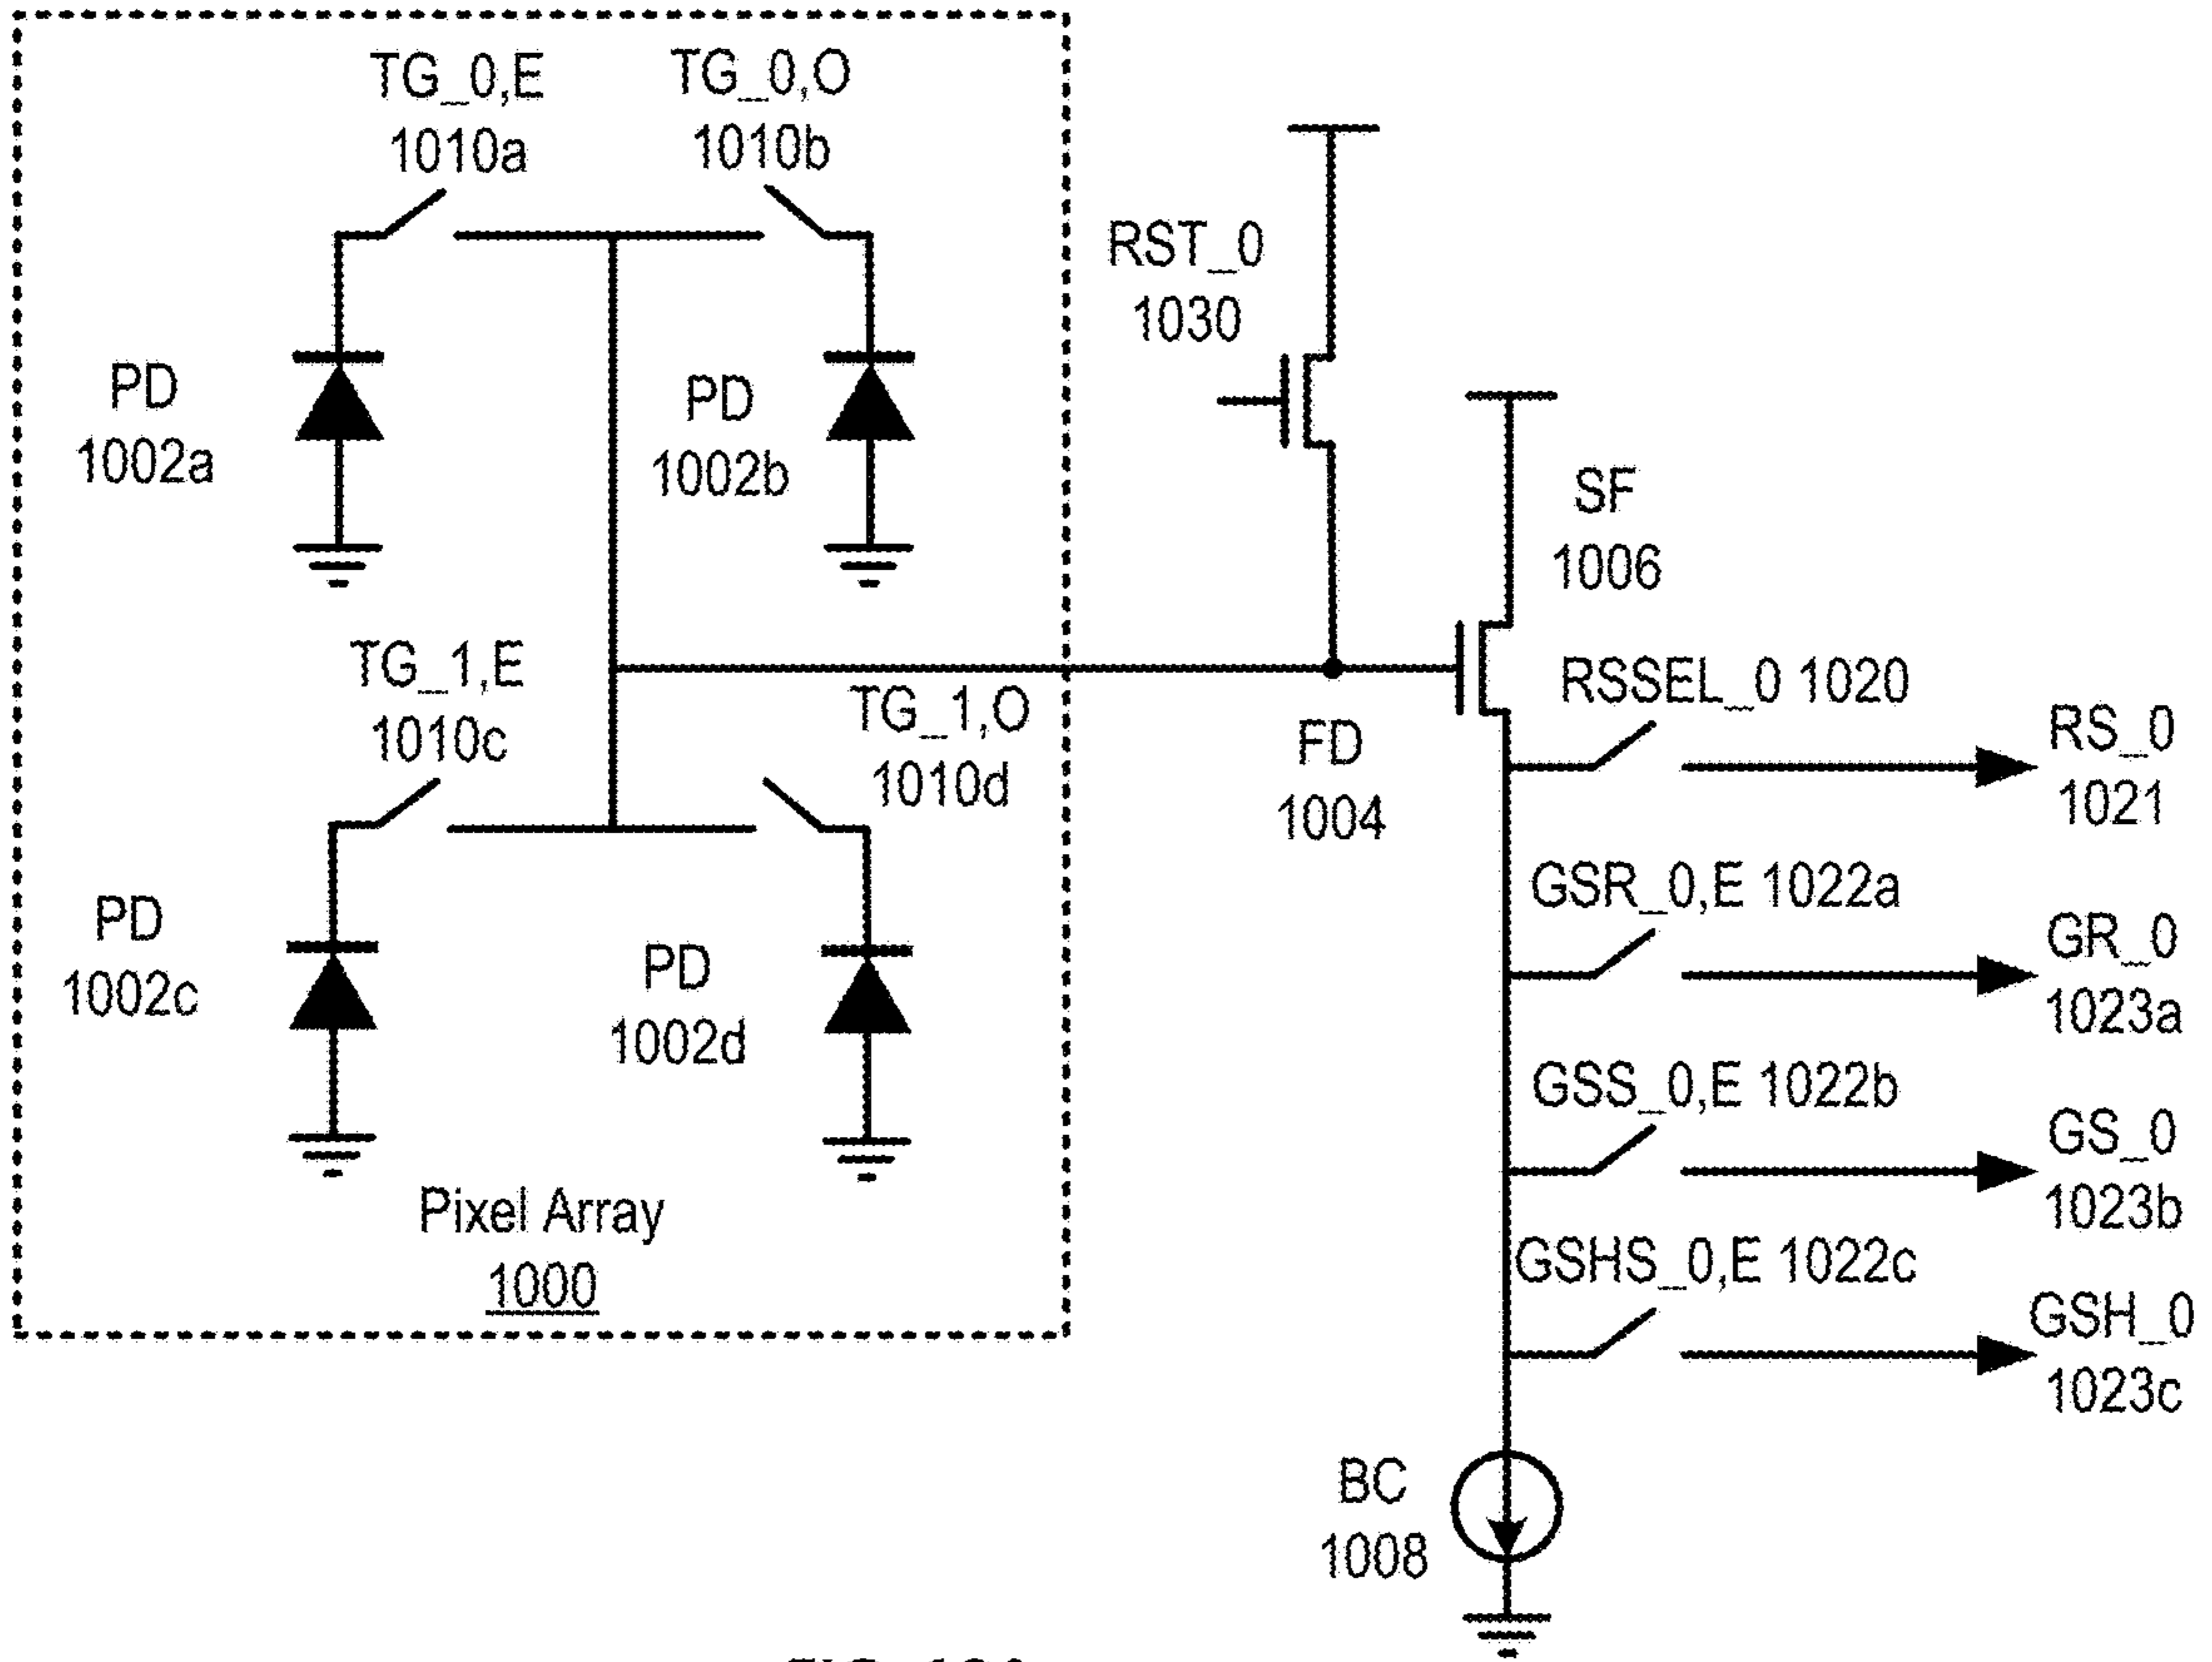 TG_0,E
1010a
TG_0,O
1010b
RST_0
1030
PD
1002a
PD
1002b
SF
1006
TG_1,E
1010c
TG_1,O
1010d
FD
1004
RSSEL_0 1020
RS_0
1021
GSR_0,E 1022a
GR_0
1023a
PD
1002c
PD
1002d
GSS_0,E 1022b
GS_0
1023b
GSHS_0,E 1022c
GSH_0
1023c
Pixel Array
1000
BC
1008